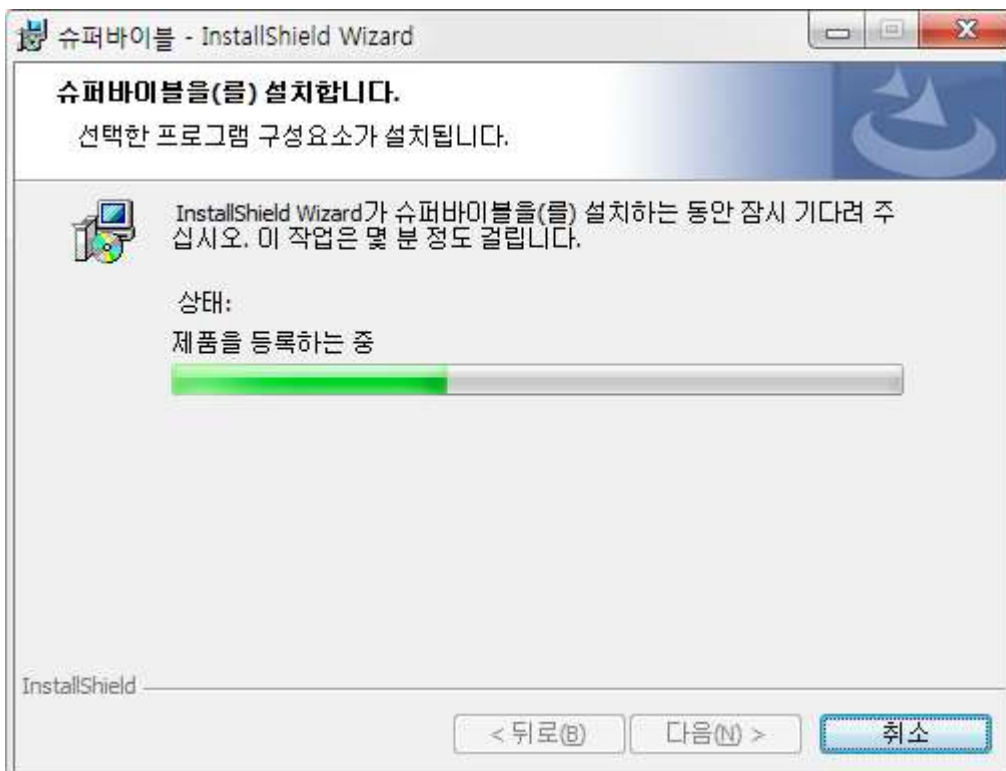 슈퍼바이블 - InstallShield Wizard
슈퍼바이블을(를) 설치합니다.
선택한 프로그램 구성요소가 설치됩니다.
InstallShield Wizard가 슈퍼바이블을(를) 설치하는 동안 잠시 기다려 주
십시오. 이 작업은 몇 분 정도 걸립니다.
상태:
제품을 등록하는 중
InstallShield
< 뒤로(B) 다음(N) > 취소